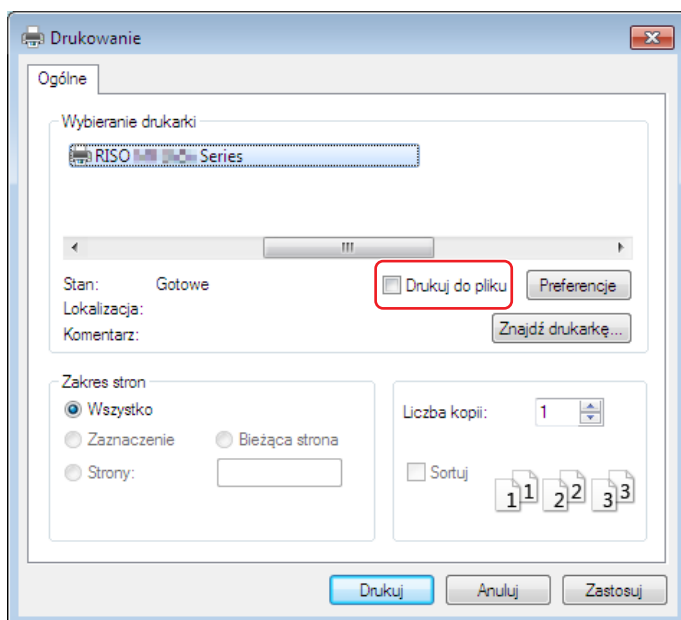 Drukowanie
Ogólne
Wybieranie drukarki
RISO Series
Stan: Gotowe
Drukuj do pliku
Preferencje
Lokalizacja:
Komentarz:
Znajdź drukarkę...
Zakres stron
Wszystko
Zaznaczenie
Bieżąca strona
Strony:
Liczba kopii: 1
Sortuj
1 1 2 2 3 3
Drukuj
Anuluj
Zastosuj